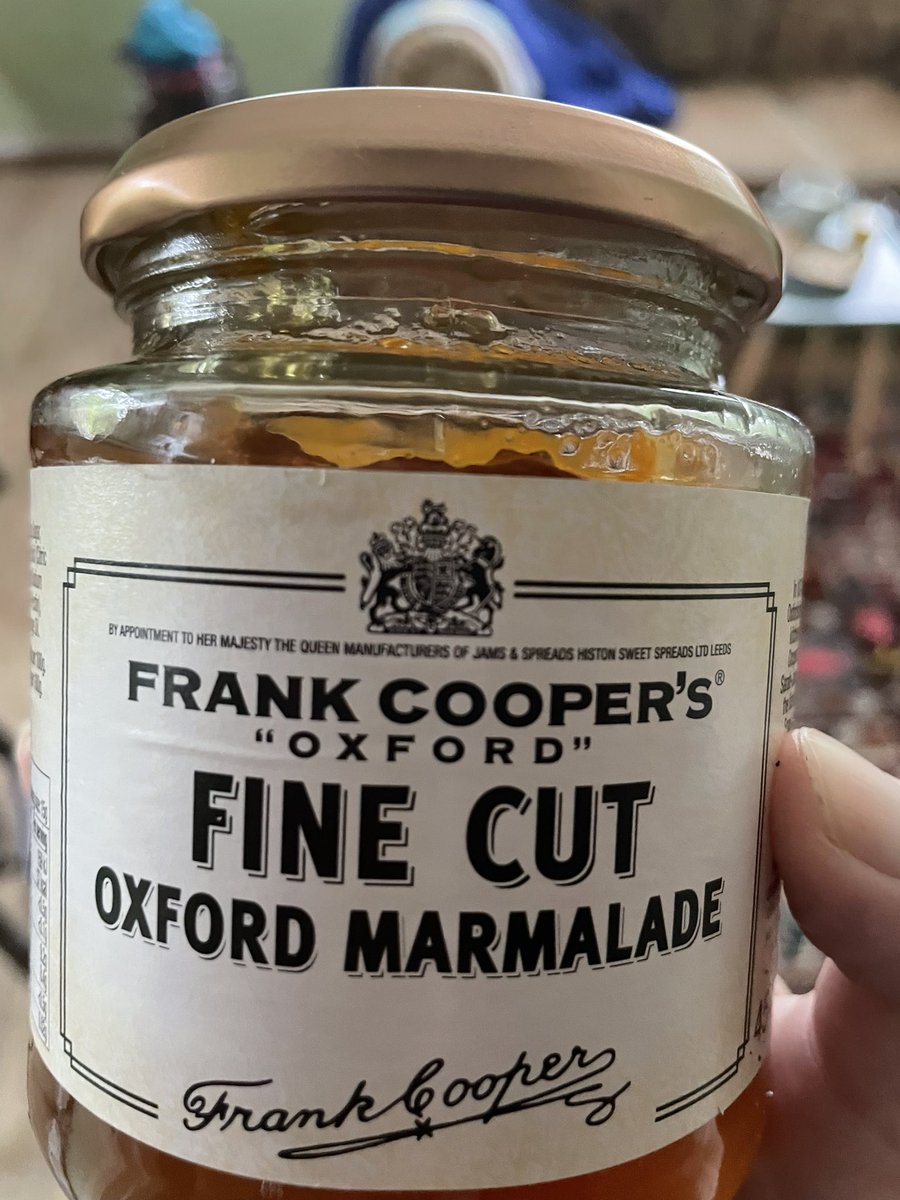 BY APPOINTMENT TO HER MAJESTY THE QUEEN MANUFACTURERS OF JAMS & SPREADS HISTON SWEET SPREADS LTD LEEDS
FRANK COOPER'S®
"OXFORD"
FINE CUT
OXFORD MARMALADE
Frank Cooper